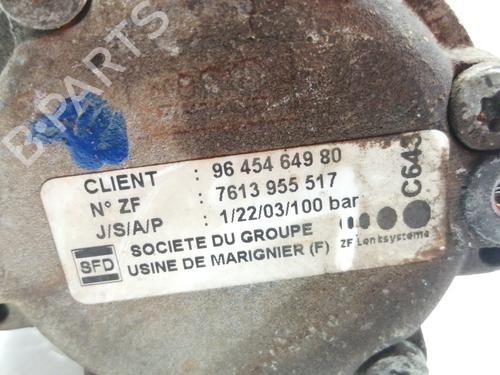 B-PARTS
CLIENT : 96 454 649 80
N° ZF : 7613 955 517
J/S/A/P : 1/22/03/100 bar
SFD SOCIETE DU GROUPE
USINE DE MARIGNIER (F)
ZF Lenksysteme
C643